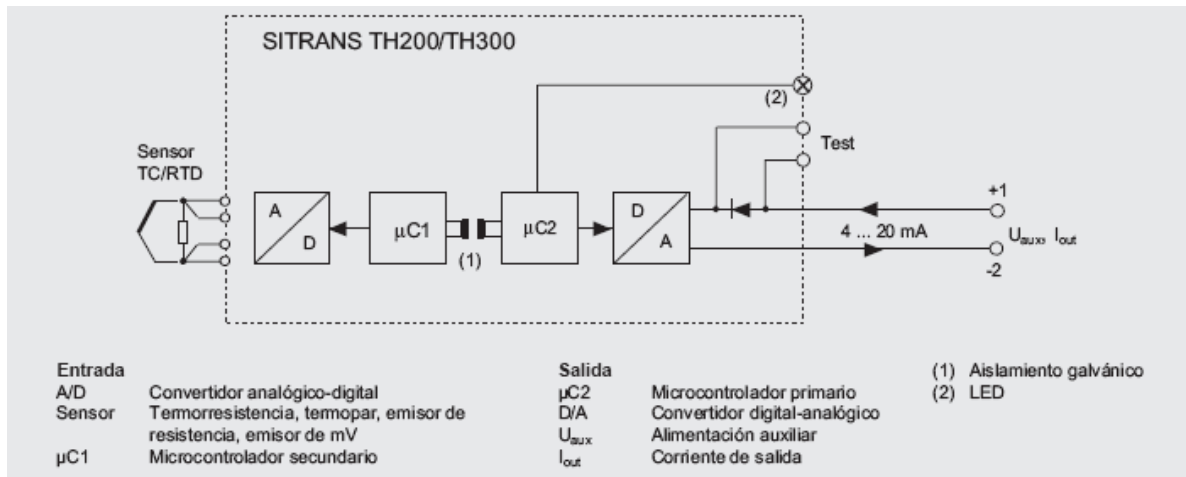 SITRANS TH200/TH300
(2)
Test
Sensor
TC/RTD
A
D
µC1
(1)
µC2
D
A
+1
4 ... 20 mA
Uaux, Iout
-2
Entrada
A/D Convertidor analógico-digital
Sensor Termorresistencia, termopar, emisor de
resistencia, emisor de mV
µC1 Microcontrolador secundario
Salida
µC2 Microcontrolador primario
D/A Convertidor digital-analógico
Uaux Alimentación auxiliar
Iout Corriente de salida
(1) Aislamiento galvánico
(2) LED